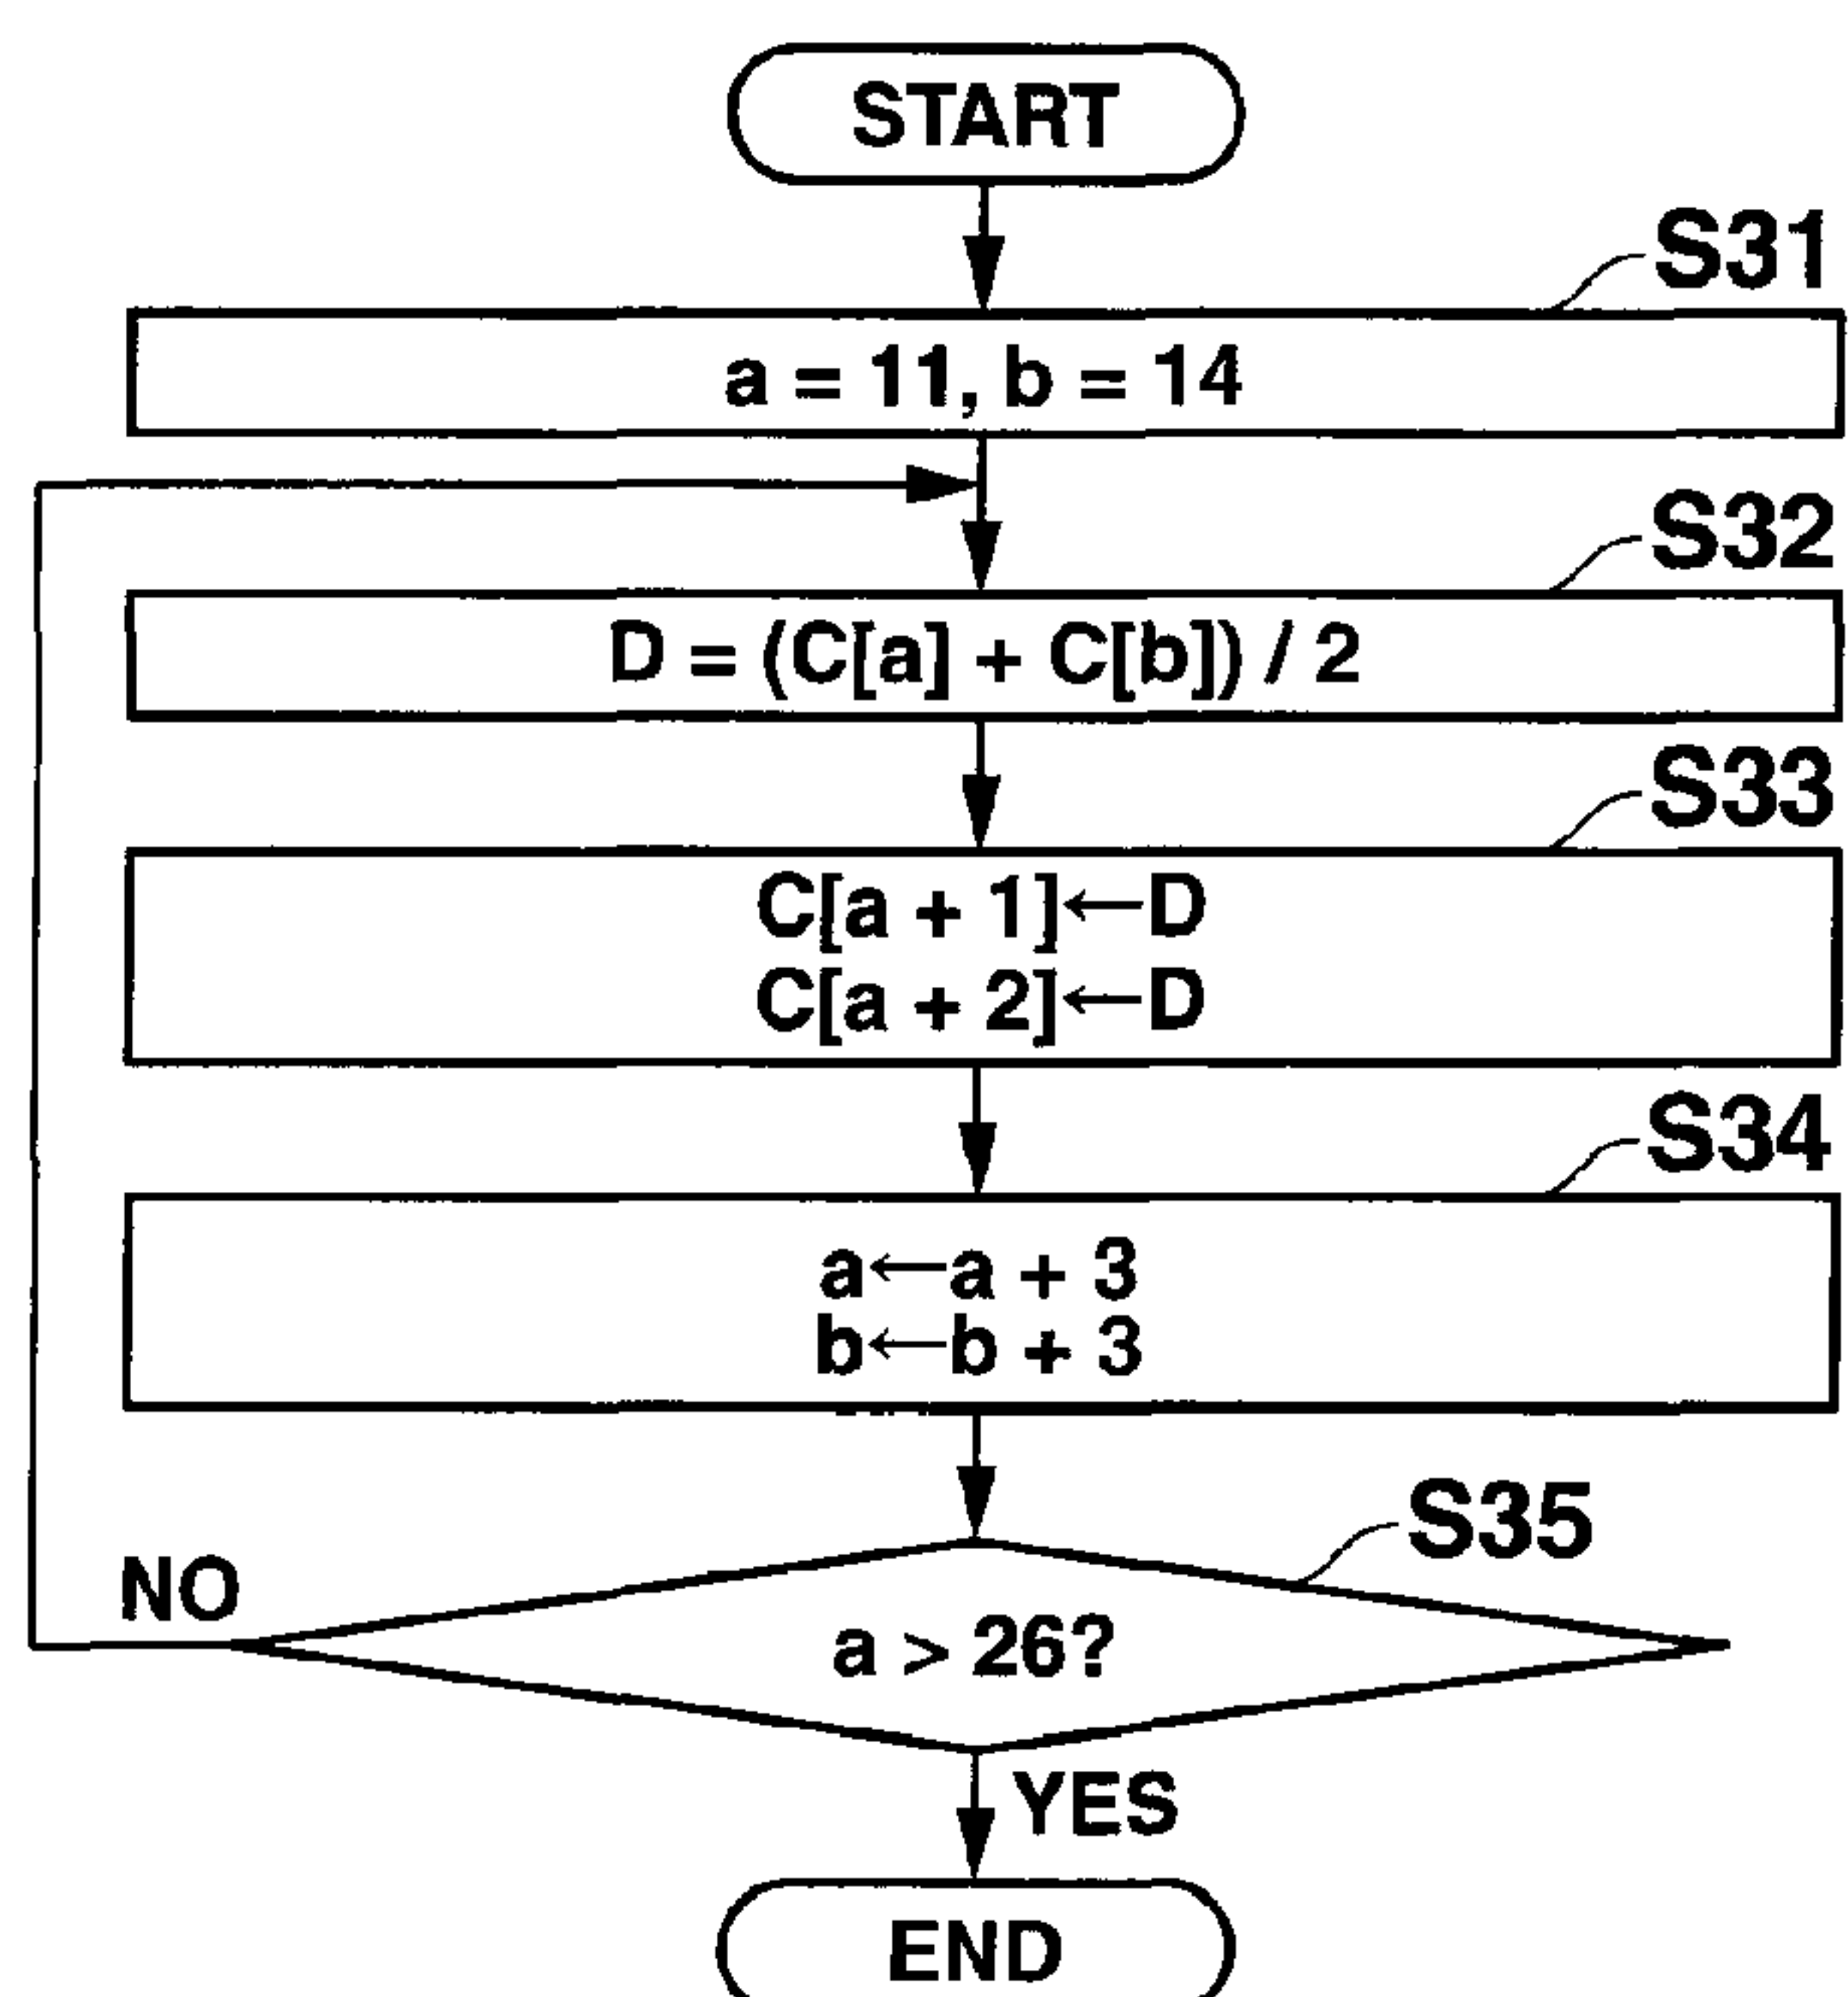 START
S31
a = 11, b = 14
S32
D = (C[a] + C[b]) / 2
S33
C[a + 1]←D
C[a + 2]←D
S34
a←a + 3
b←b + 3
S35
NO
a > 26?
YES
END